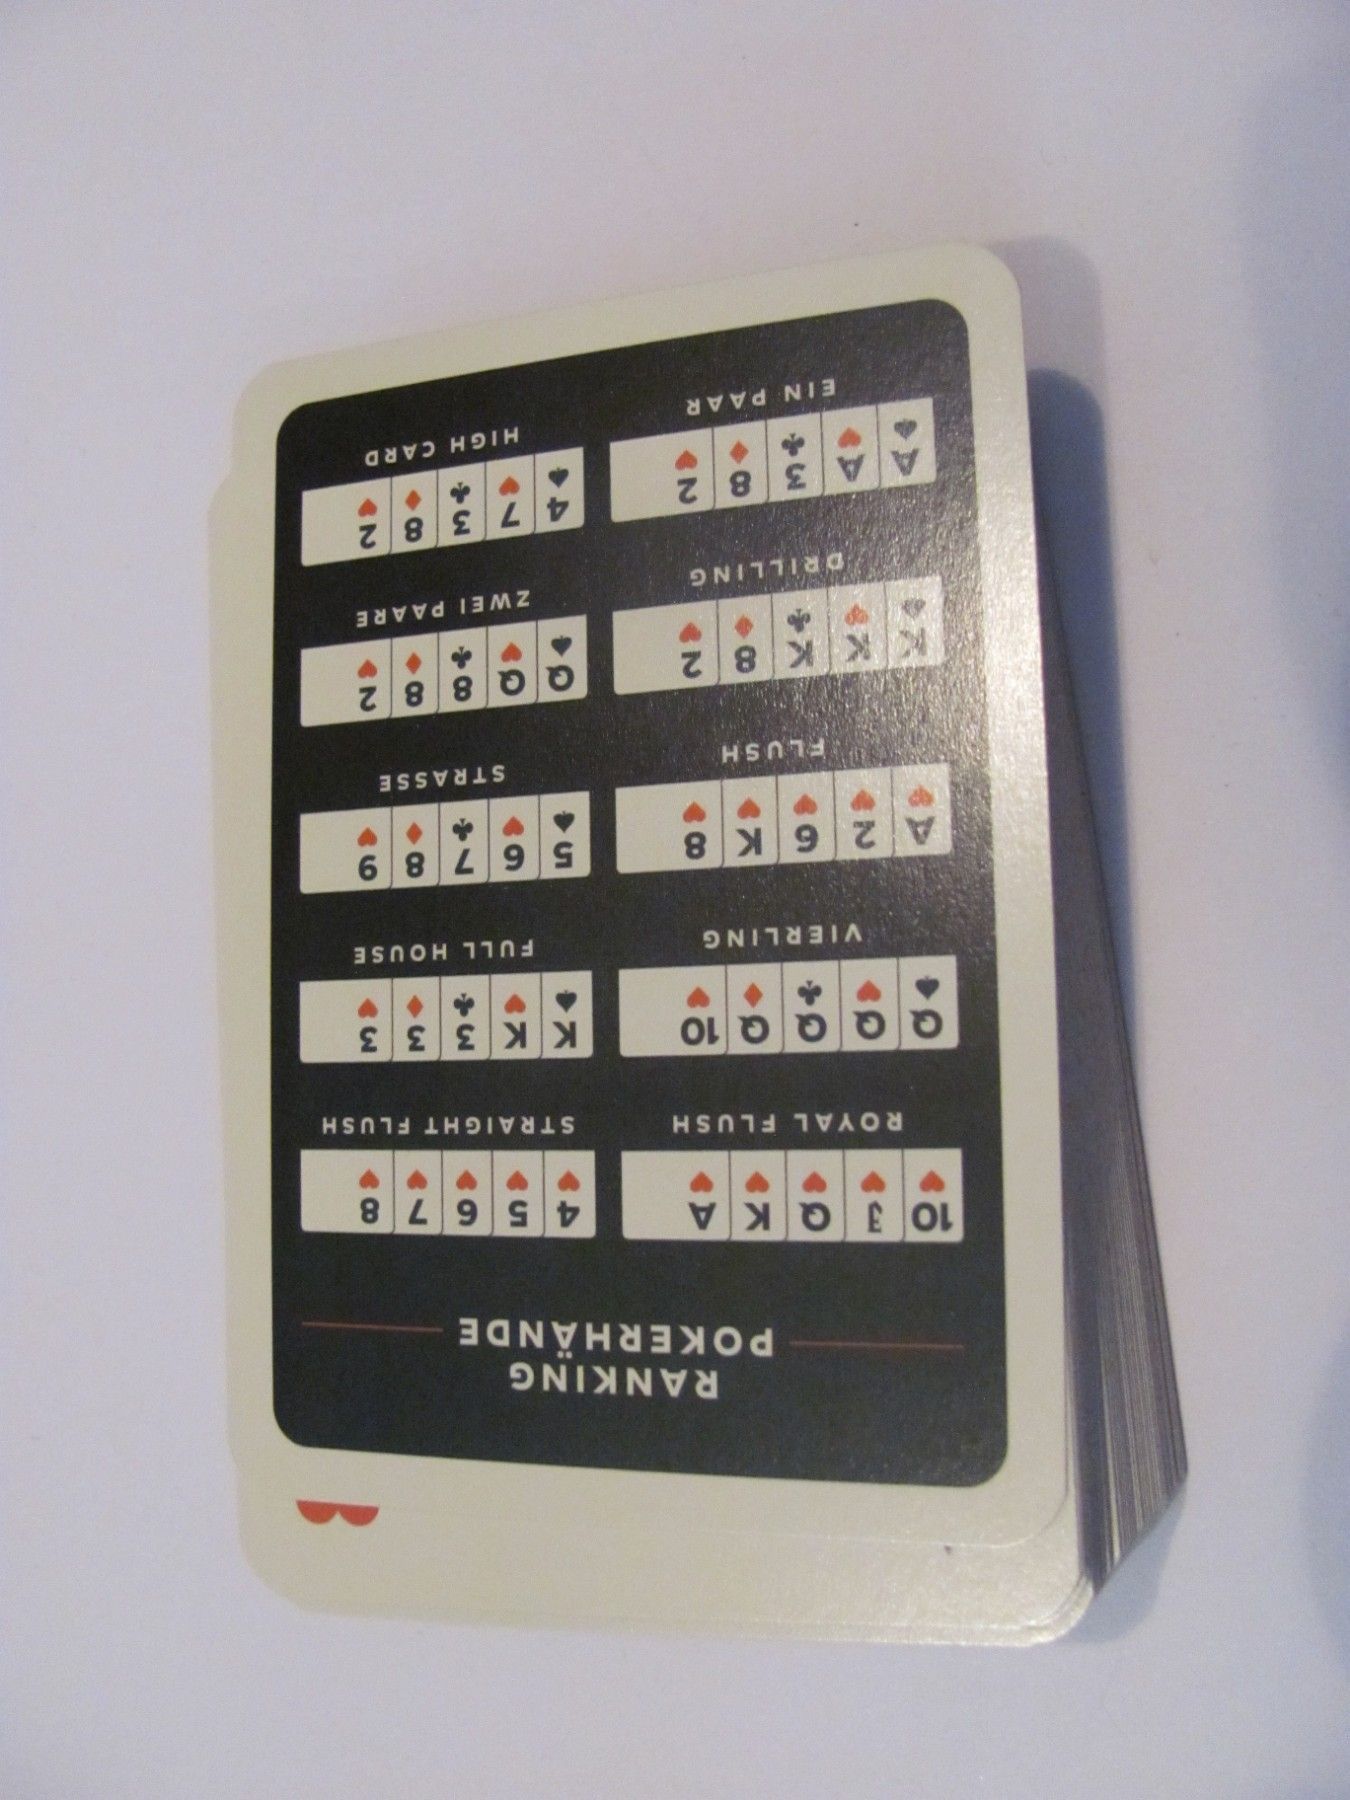 RANKING
POKERHÄNDE
10 J Q K A
ROYAL FLUSH
4 5 6 7 8
STRAIGHT FLUSH
Q Q Q Q 10
VIERLING
K K 3 3 3
FULL HOUSE
A 2 6 K 8
FLUSH
5 6 7 8 9
STRASSE
K K K 8 2
DRILLING
Q Q 8 8 2
ZWEI PAARE
A A 3 8 2
EIN PAAR
4 7 3 8 2
HIGH CARD